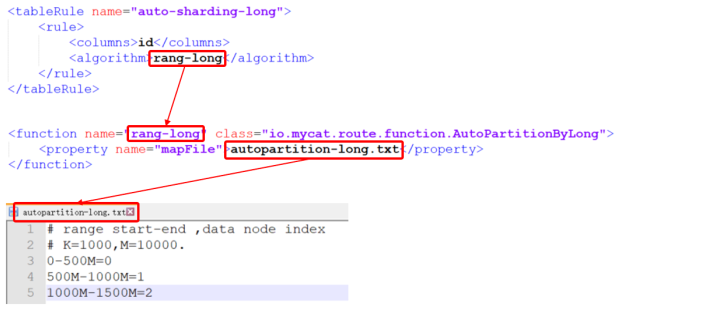 <tableRule name="auto-sharding-long">
<rule>
<columns>id</columns>
<algorithm>rang-long</algorithm>
</rule>
</tableRule>
<function name="rang-long" class="io.mycat.route.function.AutoPartitionByLong">
<property name="mapFile">autopartition-long.txt</property>
</function>
autopartition-long.txt
1 # range start-end ,data node index
2 # K=1000,M=10000.
3 0-500M=0
4 500M-1000M=1
5 1000M-1500M=2